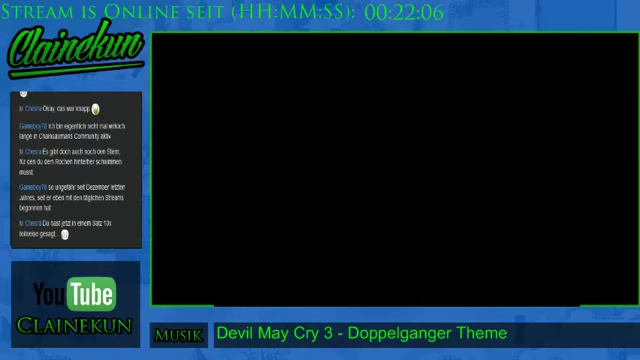 Stream is Online seit (HH:MM:SS): 00:22:06
Clainekun
Chesra Okay, das war knapp
Gameboy78 Ich bin eigentlich nicht mal wirklich
lange in Chainsawmans Community aktiv
Chesra Es gibt doch auch noch den Stern,
für den du dem Rochen hinterher schwimmen
musst.
Gameboy78 so ungefähr seit Dezember letzten
Jahres, seit er eben mit den täglichen Streams
begonnen hat
Chesra Du hast jetzt in einem Satz 10x
teilweise gesagt...
YouTube
Clainekun
Musik
Devil May Cry 3 - Doppelganger Theme